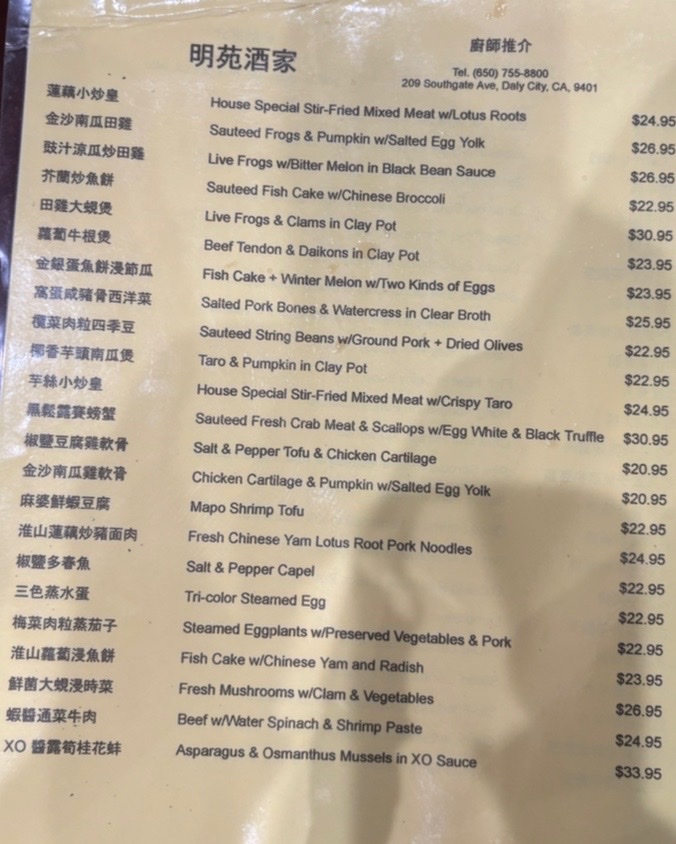 明苑酒家
廚師推介
Tel. (650) 755-8800
209 Southgate Ave, Daly City, CA, 9401
蓮藕小炒皇 House Special Stir-Fried Mixed Meat w/Lotus Roots $24.95
金沙南瓜田雞 Sauteed Frogs & Pumpkin w/Salted Egg Yolk $26.95
豉汁涼瓜炒田雞 Live Frogs w/Bitter Melon in Black Bean Sauce $26.95
芥蘭炒魚餅 Sauteed Fish Cake w/Chinese Broccoli $22.95
田雞大蜆煲 Live Frogs & Clams in Clay Pot $30.95
蘿蔔牛根煲 Beef Tendon & Daikons in Clay Pot $23.95
金銀蛋魚餅浸節瓜 Fish Cake + Winter Melon w/Two Kinds of Eggs $23.95
窩蛋咸豬骨西洋菜 Salted Pork Bones & Watercress in Clear Broth $25.95
欖菜肉粒四季豆 Sauteed String Beans w/Ground Pork + Dried Olives $22.95
椰香芋頭南瓜煲 Taro & Pumpkin in Clay Pot $22.95
芋絲小炒皇 House Special Stir-Fried Mixed Meat w/Crispy Taro $24.95
黑鬆露賽螃蟹 Sauteed Fresh Crab Meat & Scallops w/Egg White & Black Truffle $30.95
椒鹽豆腐雞軟骨 Salt & Pepper Tofu & Chicken Cartilage $20.95
金沙南瓜雞軟骨 Chicken Cartilage & Pumpkin w/Salted Egg Yolk $20.95
麻婆鮮蝦豆腐 Mapo Shrimp Tofu $22.95
淮山蓮藕炒豬面肉 Fresh Chinese Yam Lotus Root Pork Noodles $24.95
椒鹽多春魚 Salt & Pepper Capel $22.95
三色蒸水蛋 Tri-color Steamed Egg $22.95
梅菜肉粒蒸茄子 Steamed Eggplants w/Preserved Vegetables & Pork $22.95
淮山蘿蔔浸魚餅 Fish Cake w/Chinese Yam and Radish $23.95
鮮菌大蜆浸時菜 Fresh Mushrooms w/Clam & Vegetables $26.95
蝦醬通菜牛肉 Beef w/Water Spinach & Shrimp Paste $24.95
XO 醬露筍桂花蚌 Asparagus & Osmanthus Mussels in XO Sauce $33.95